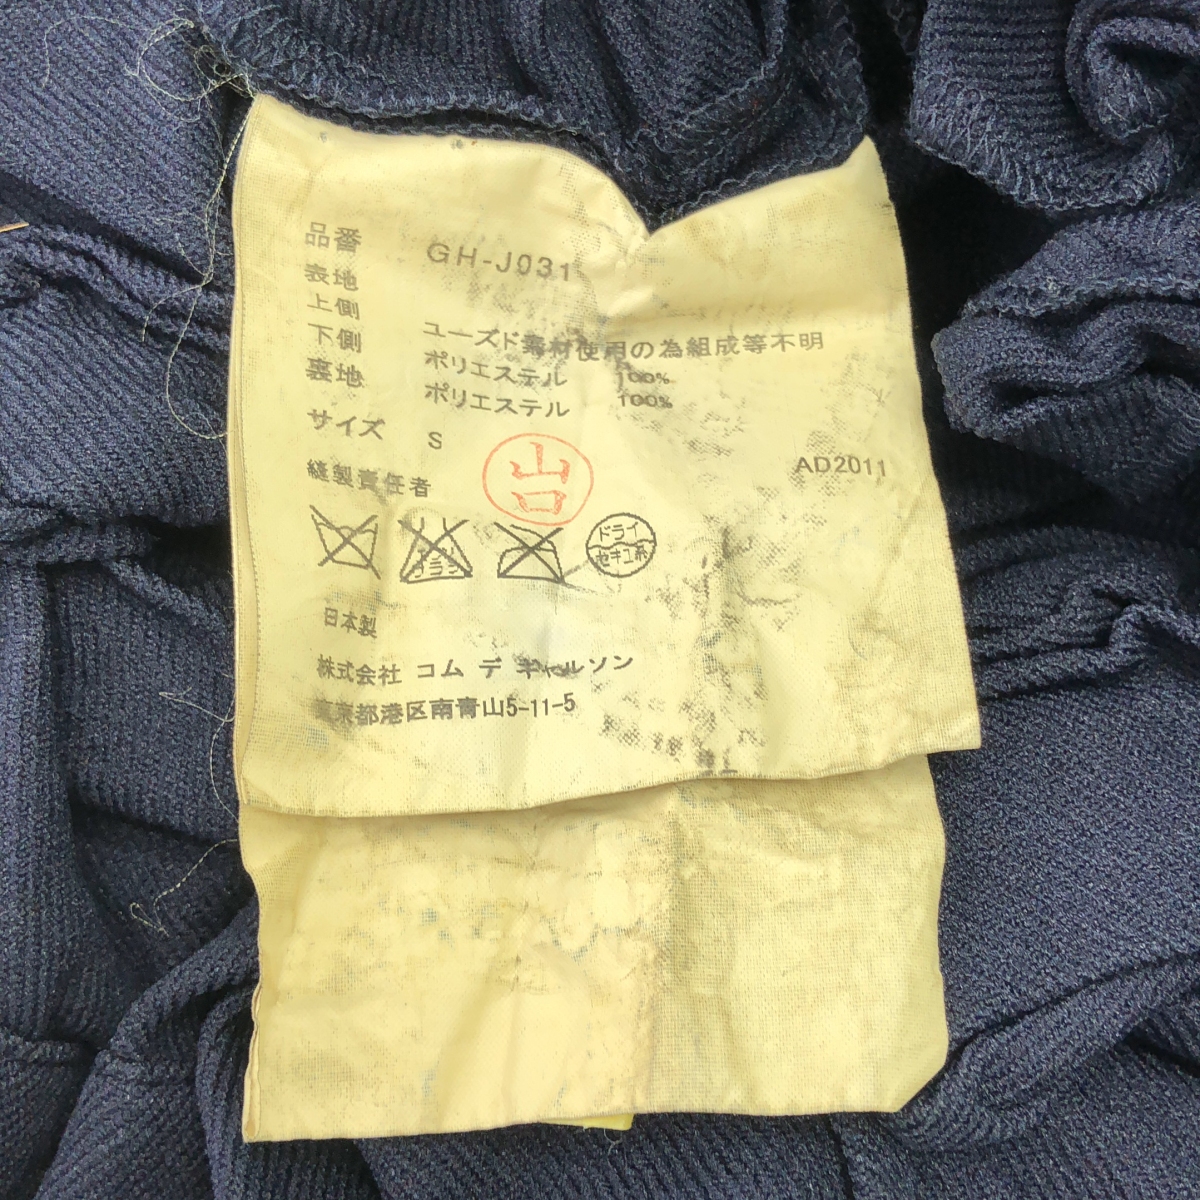 品番 GH-J031
表地
上側 ユーズド素材使用の為組成等不明
下側 ポリエステル 100%
裏地 ポリエステル 100%
サイズ S
AD2011
縫製責任者 山口
ドライ
セキユ系
日本製
株式会社 コム デ ギャルソン
東京都港区南青山5-11-5